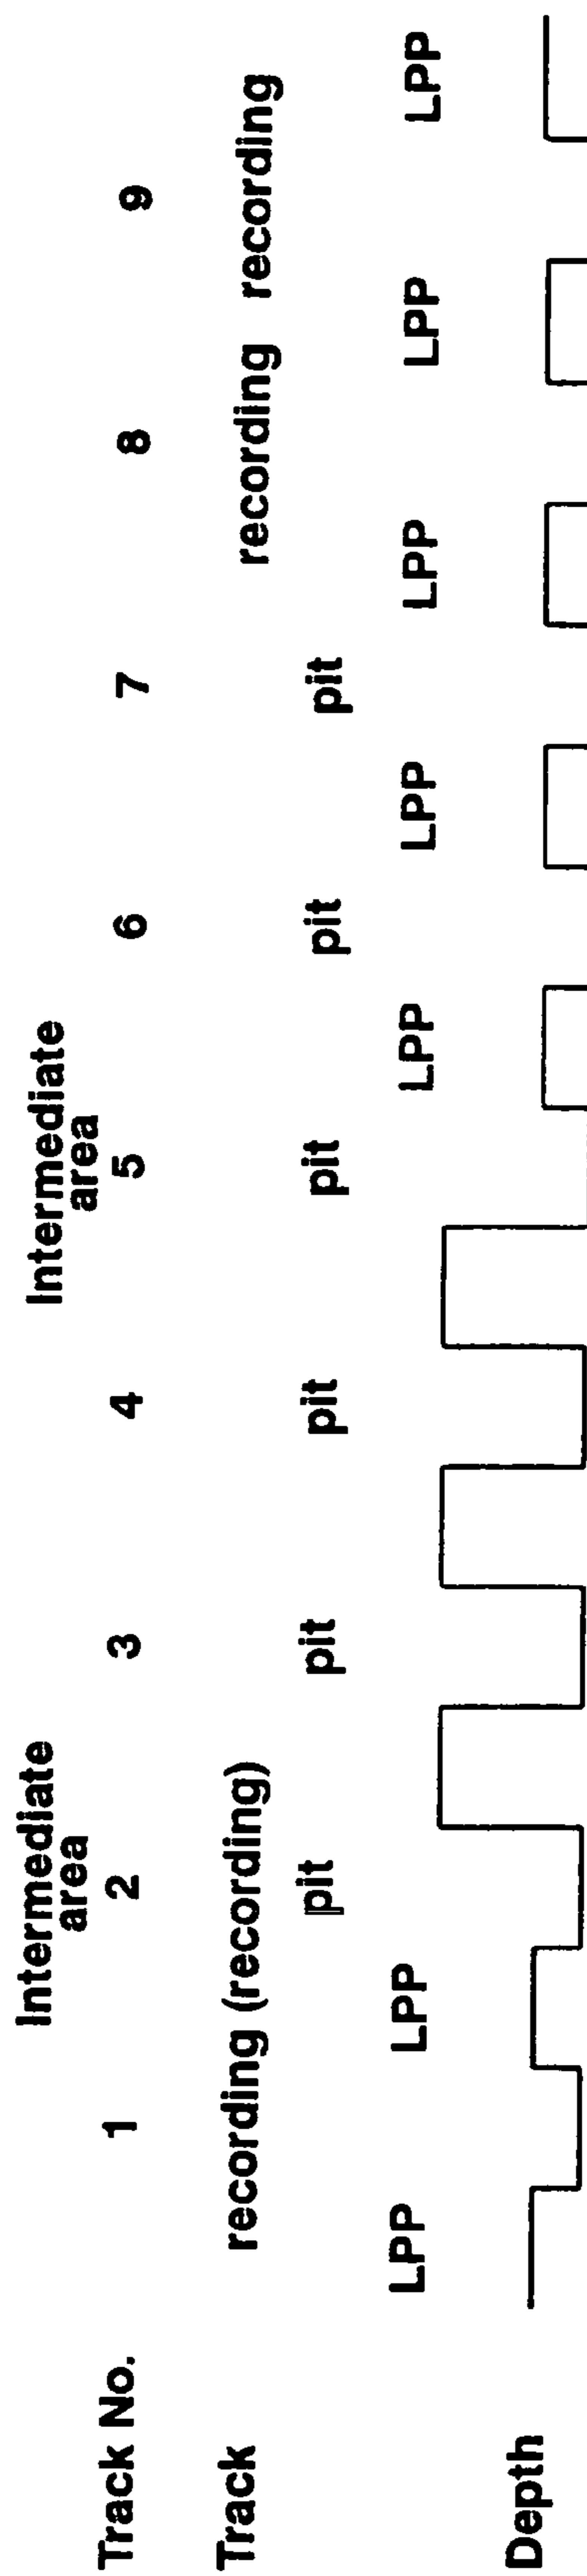 Intermediate area Intermediate area
Track No. 1 2 3 4 5 6 7 8 9
Track recording (recording) recording recording
pit pit pit pit pit pit
LPP LPP LPP LPP LPP LPP LPP
Depth